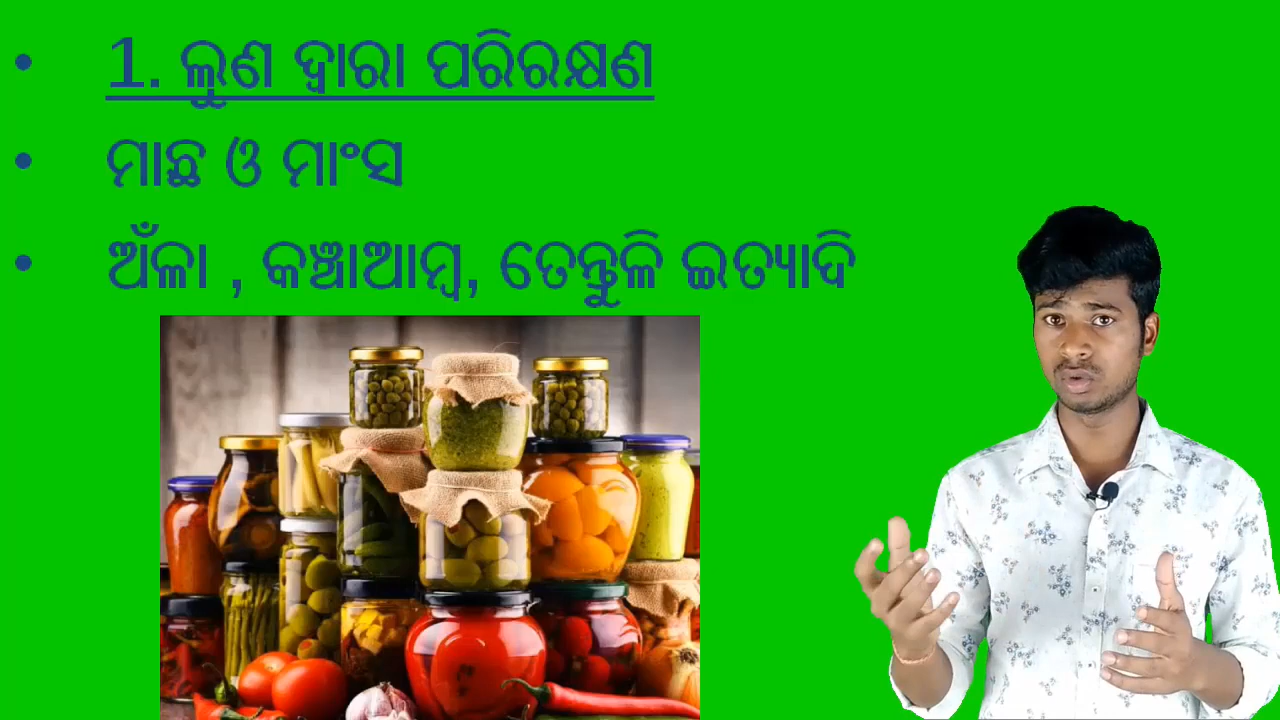 • 1. ଲୁଣ ଦ୍ୱାରା ପରିରକ୍ଷଣ
• ମାଛ ଓ ମାଂସ
• ଅଁଳା , କଞ୍ଚାଆମ୍ବ, ତେନ୍ତୁଳି ଇତ୍ୟାଦି